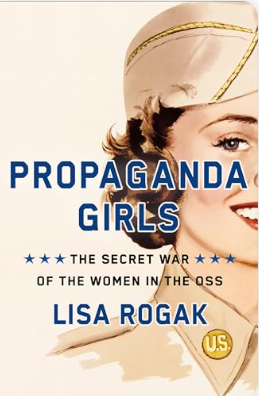 PROPAGANDA
GIRLS
★★★ THE SECRET WAR ★★★
OF THE WOMEN IN THE OSS
LISA ROGAK
U.S.